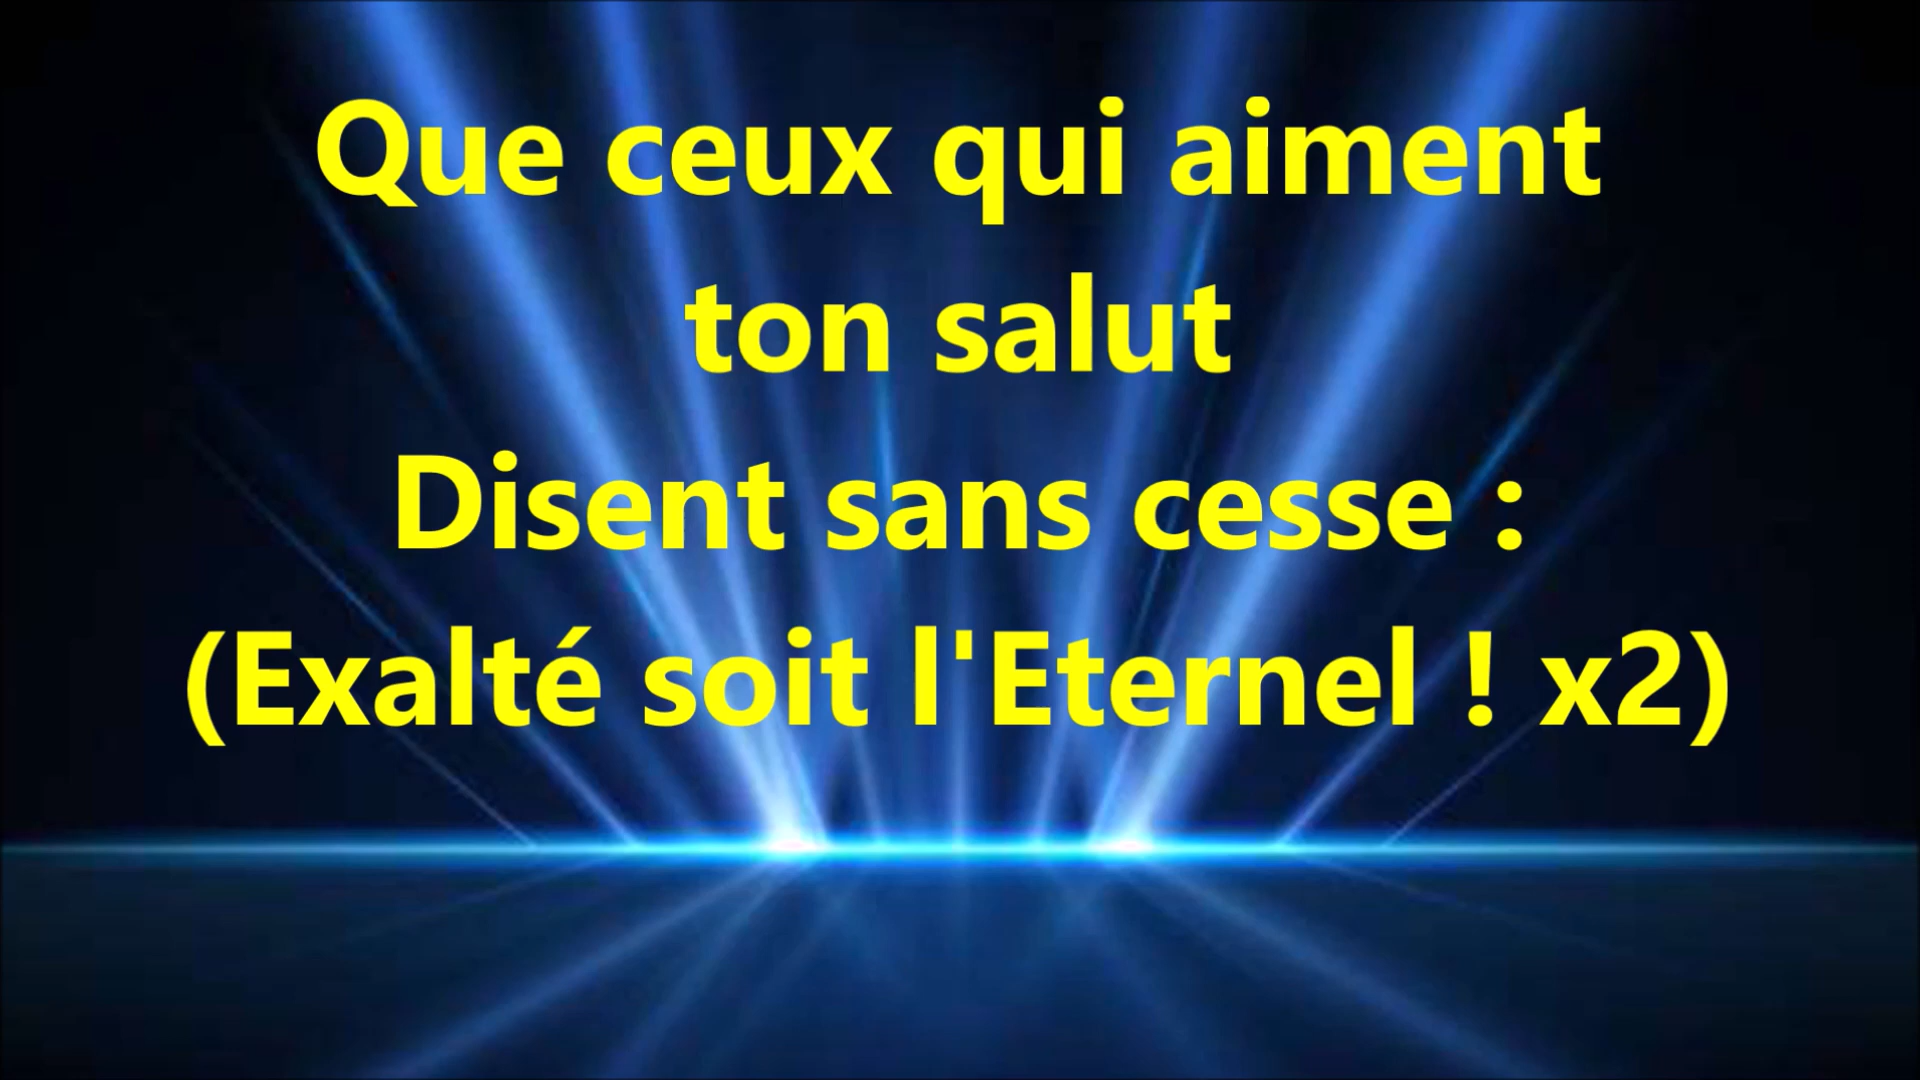 Que ceux qui aiment
ton salut
Disent sans cesse :
(Exalté soit l'Eternel ! x2)